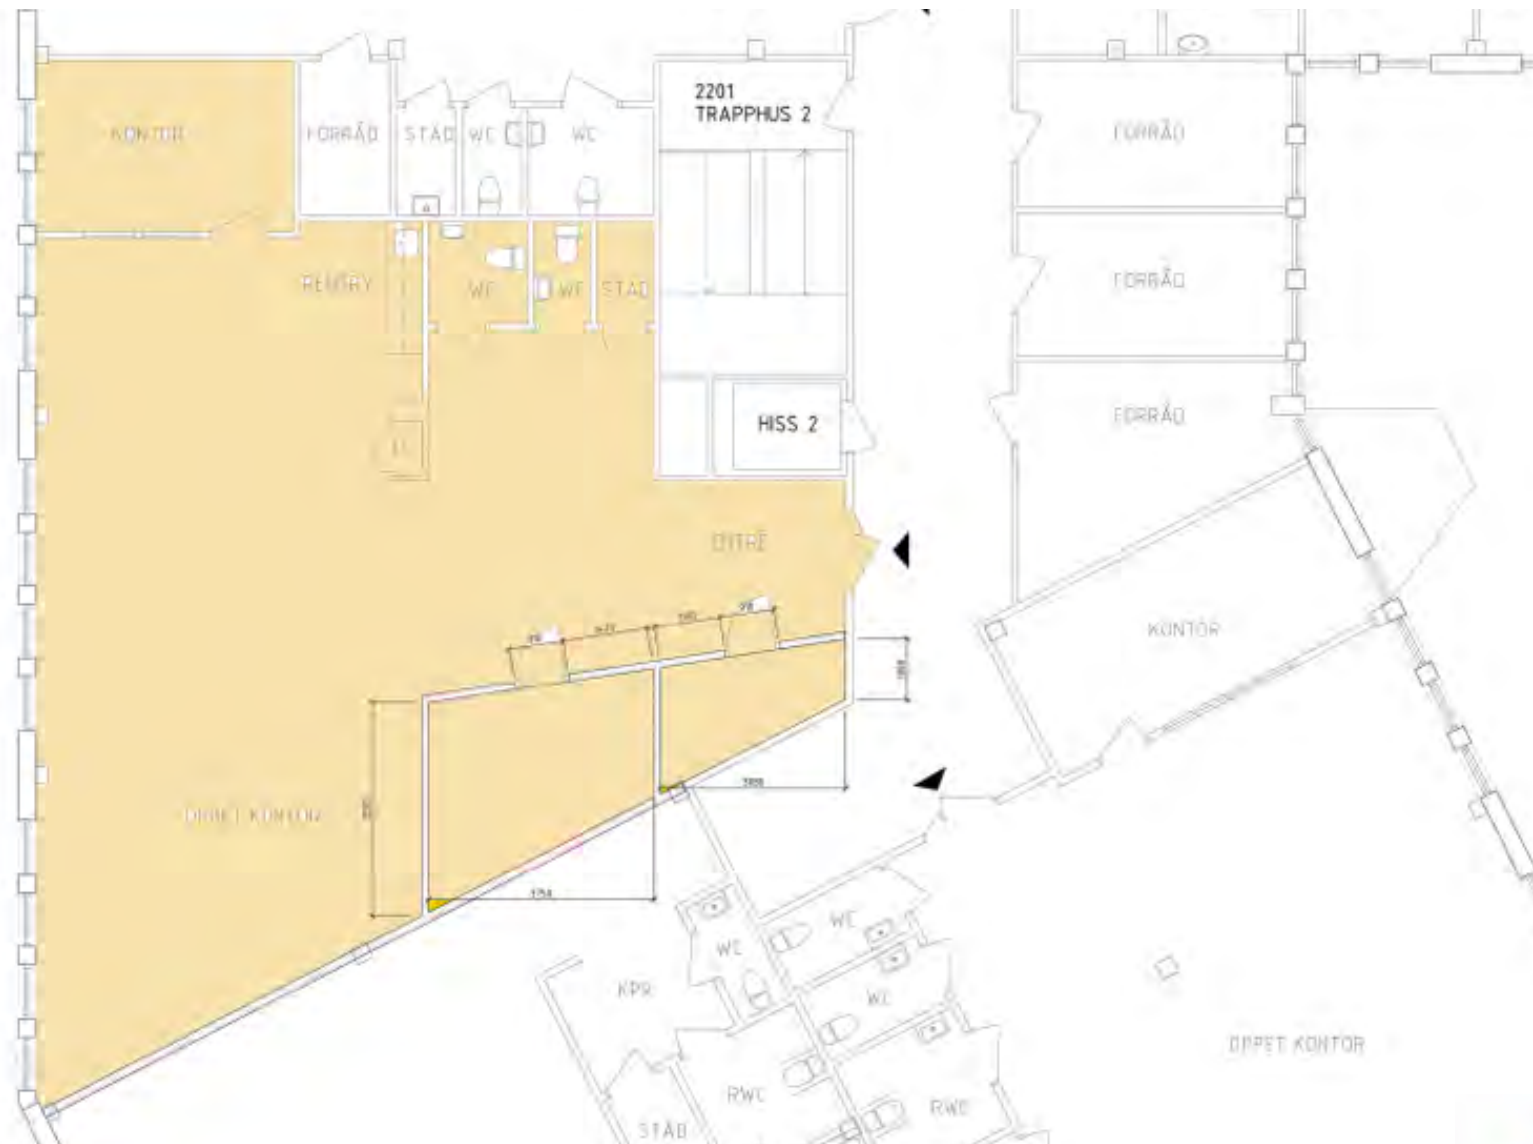 2201
TRAPPHUS 2
KONTOR
FÖRRÅD
STÄD
WC
WC
FÖRRÅD
WC
WC
STÄD
FÖRRÅD
HISS 2
FÖRRÅD
ENTRÉ
KONTOR
ÖPPET KONTOR
WC
WC
KPR
WC
ÖPPET KONTOR
RWC
RWC
STÄD